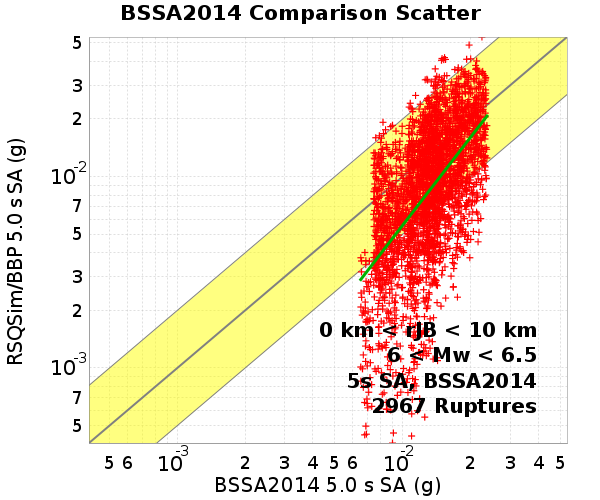 BSSA2014 Comparison Scatter
RSQSim/BBP 5.0 s SA (g)
5
3
2
10-2
7
5
3
2
10-3
7
5
0 km < rJB < 10 km
6 < Mw < 6.5
5s SA, BSSA2014
2967 Ruptures
5 6 10-3 2 3 4 5 6 10-2 2 3 4 5
BSSA2014 5.0 s SA (g)